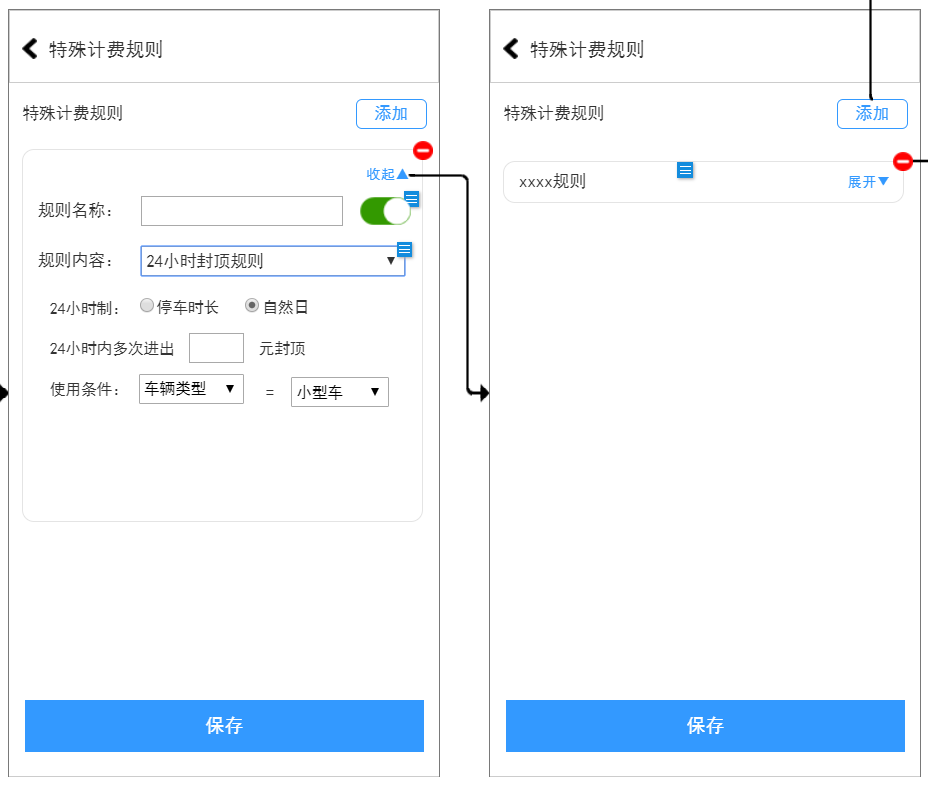 特殊计费规则
特殊计费规则 添加
收起▲
规则名称：
规则内容： 24小时封顶规则 ▼
24小时制： 停车时长 自然日
24小时内多次进出 元封顶
使用条件： 车辆类型 ▼ = 小型车 ▼
保存
特殊计费规则
特殊计费规则 添加
xxxx规则 展开▼
保存